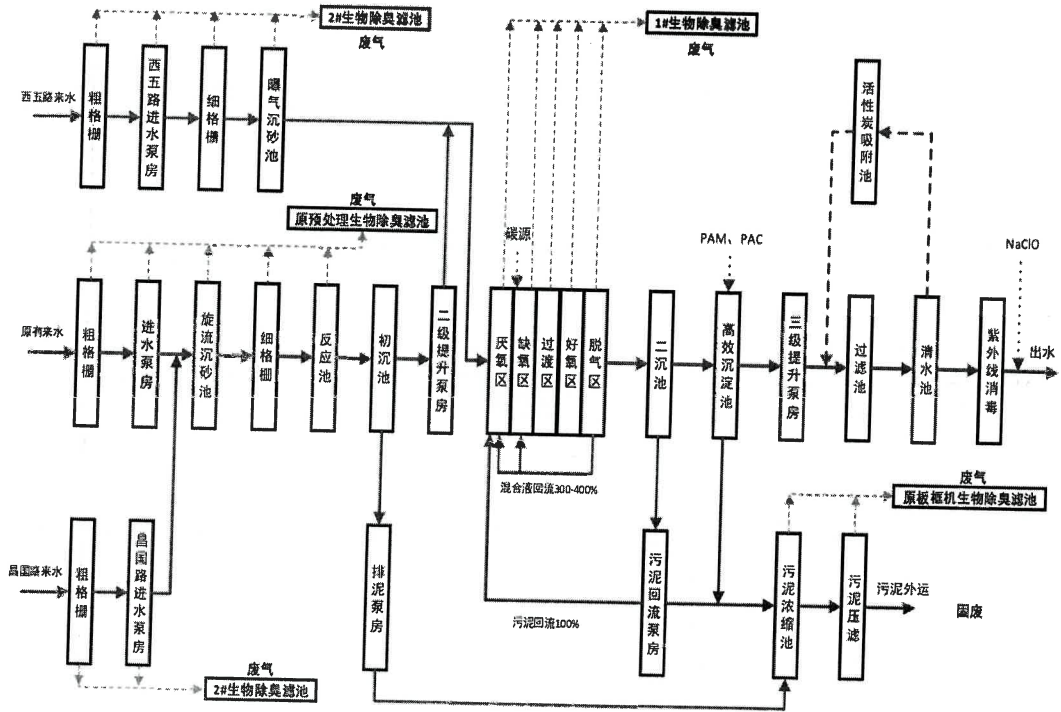 2#生物除臭滤池
废气
1#生物除臭滤池
废气
西五路来水
粗格栅
西五路进水泵房
细格栅
曝气沉砂池
活性炭吸附池
废气
原预处理生物除臭滤池
碳源
PAM、PAC
NaClO
原有来水
粗格栅
进水泵房
旋流沉砂池
细格栅
反应池
初沉池
二级提升泵房
厌氧区
缺氧区
过渡区
好氧区
脱气区
二沉池
高效沉淀池
三级提升泵房
过滤池
清水池
紫外线消毒
出水
混合液回流300-400%
废气
原板框机生物除臭滤池
昌国路来水
粗格栅
昌国路进水泵房
排泥泵房
污泥回流100%
污泥回流泵房
污泥浓缩池
污泥压滤
污泥外运
固废
废气
2#生物除臭滤池